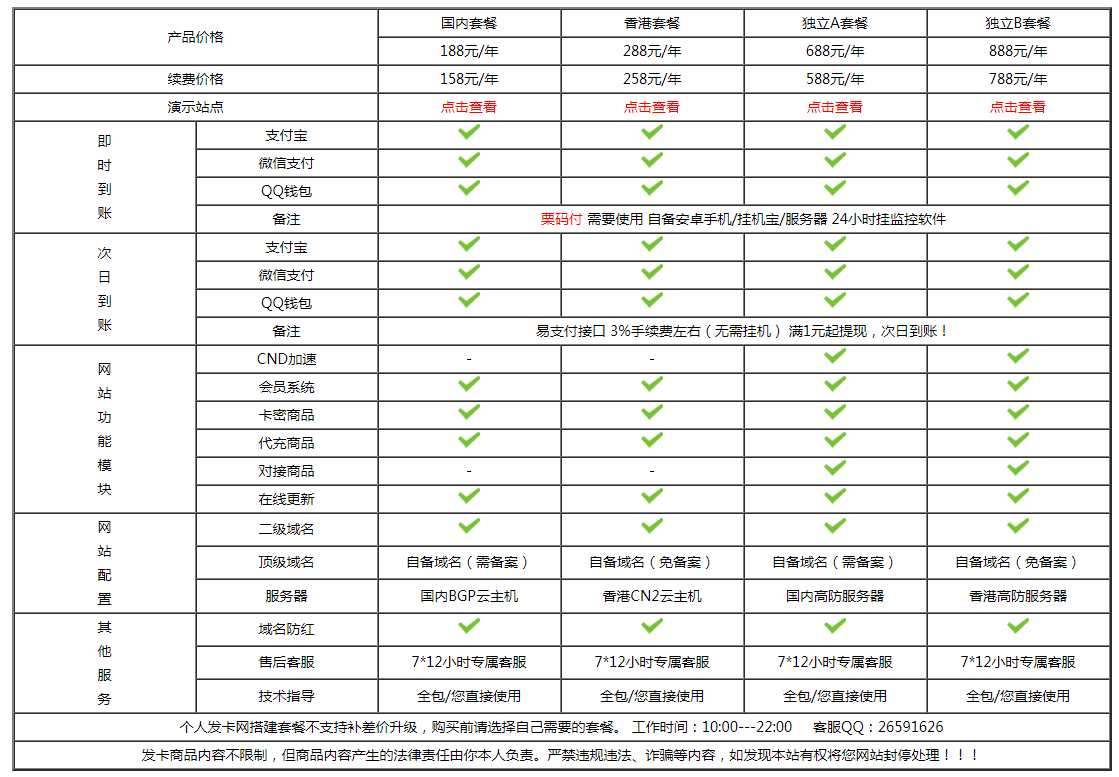 产品价格 国内套餐 香港套餐 独立A套餐 独立B套餐
188元/年 288元/年 688元/年 888元/年
续费价格 158元/年 258元/年 588元/年 788元/年
演示站点 点击查看 点击查看 点击查看 点击查看
即时到账 支付宝
微信支付
QQ钱包
备注 栗码付 需要使用 自备安卓手机/挂机宝/服务器 24小时挂监控软件
次日到账 支付宝
微信支付
QQ钱包
备注 易支付接口 3%手续费左右（无需挂机） 满1元起提现，次日到账！
网站功能模块 CND加速 - -
会员系统
卡密商品
代充商品
对接商品 - -
在线更新
网站配置 二级域名
顶级域名 自备域名（需备案） 自备域名（免备案） 自备域名（需备案） 自备域名（免备案）
服务器 国内BGP云主机 香港CN2云主机 国内高防服务器 香港高防服务器
其他服务 域名防红
售后客服 7*12小时专属客服 7*12小时专属客服 7*12小时专属客服 7*12小时专属客服
技术指导 全包/您直接使用 全包/您直接使用 全包/您直接使用 全包/您直接使用
个人发卡网搭建套餐不支持补差价升级，购买前请选择自己需要的套餐。 工作时间：10:00---22:00 客服QQ：26591626
发卡商品内容不限制，但商品内容产生的法律责任由你本人负责。严禁违规违法、诈骗等内容，如发现本站有权将您网站封停处理！！！